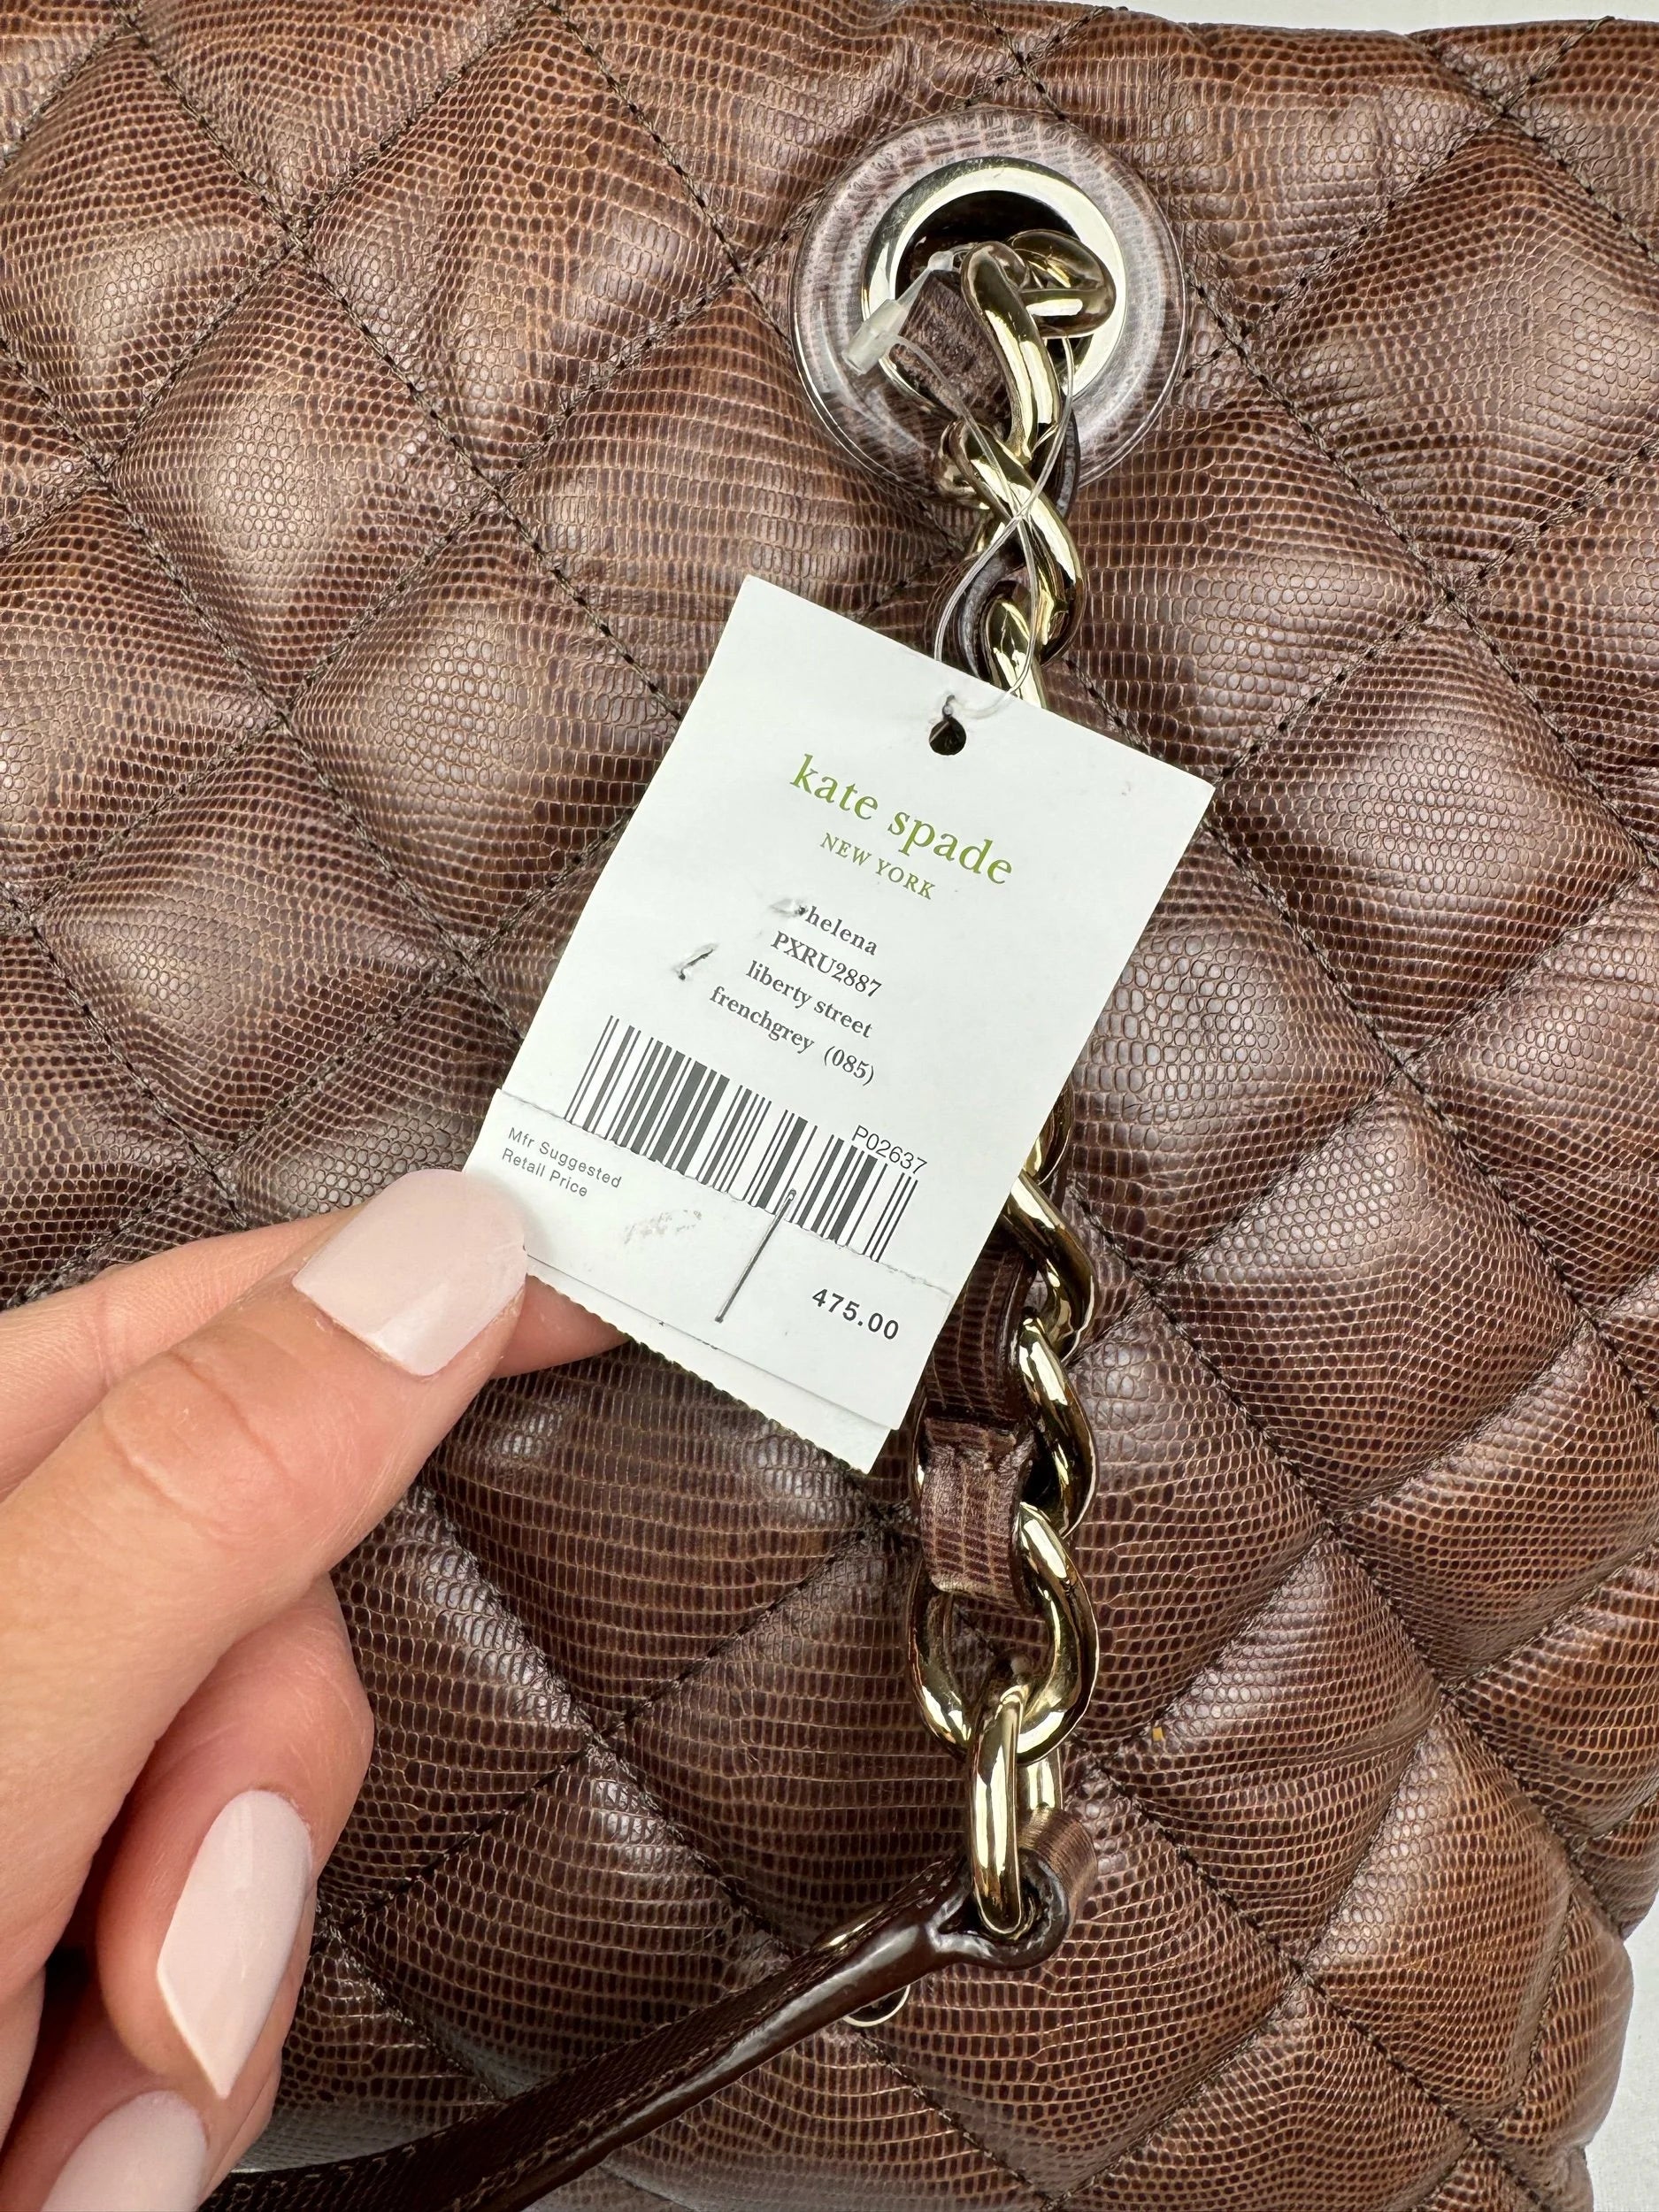 kate spade
NEW YORK
helena
PXRU2887
liberty street
frenchgrey (085)
P02637
Mfr Suggested
Retail Price
475.00